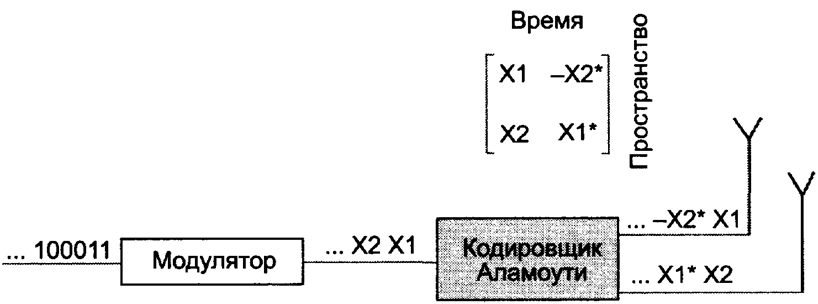 Время
X1 –X2*
X2 X1*
Пространство
... 100011
Модулятор
... X2 X1
Кодировщик
Аламоути
... –X2* X1
... X1* X2